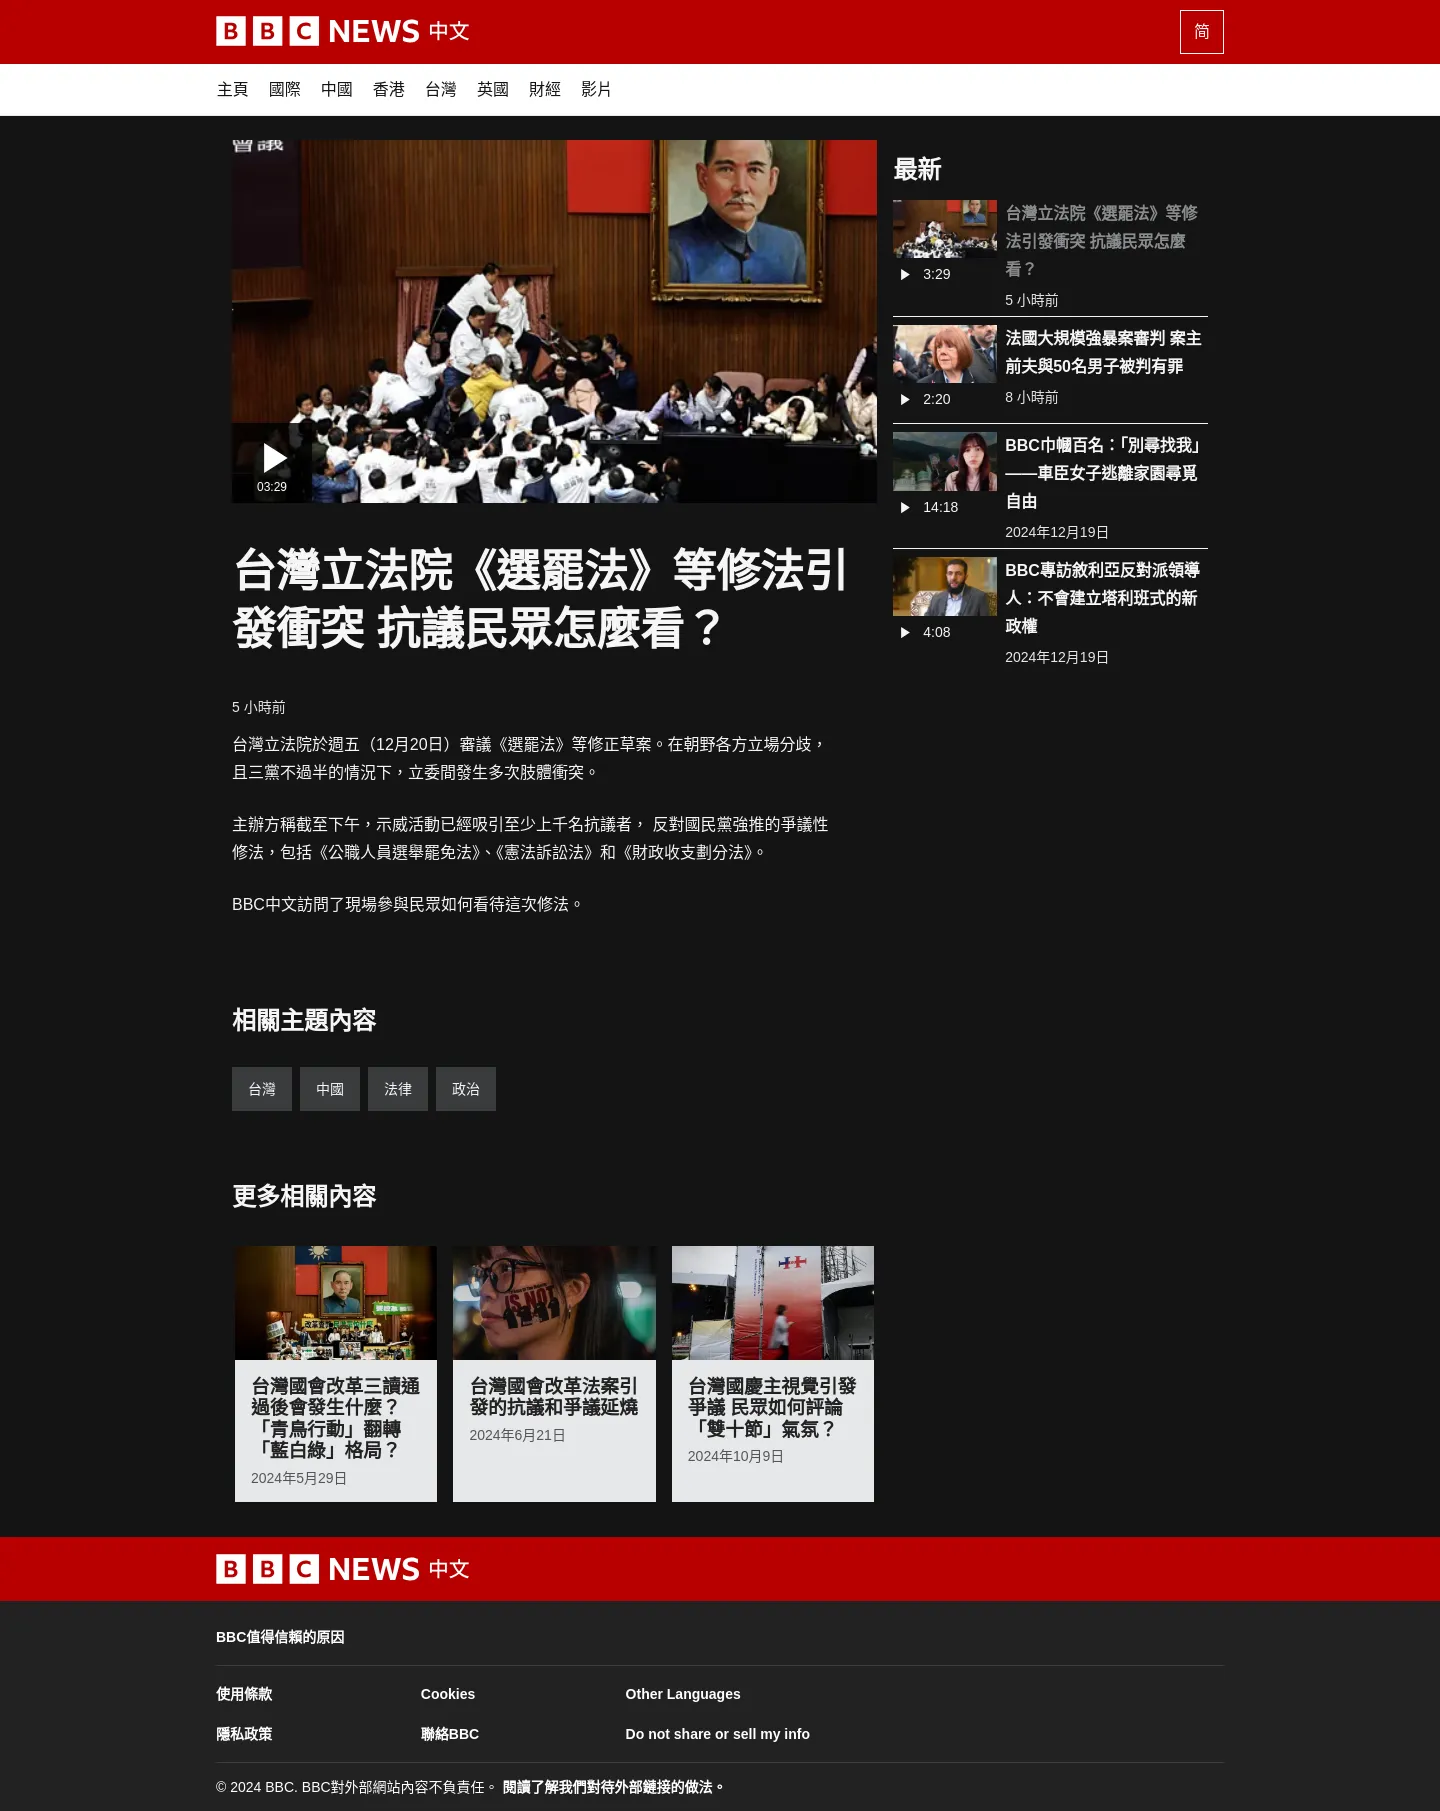 BBC NEWS 中文
简
主頁 國際 中國 香港 台灣 英國 財經 影片
會議
03:29
台灣立法院《選罷法》等修法引
發衝突 抗議民眾怎麼看？
5 小時前
台灣立法院於週五（12月20日）審議《選罷法》等修正草案。在朝野各方立場分歧，
且三黨不過半的情況下，立委間發生多次肢體衝突。
主辦方稱截至下午，示威活動已經吸引至少上千名抗議者， 反對國民黨強推的爭議性
修法，包括《公職人員選舉罷免法》、《憲法訴訟法》和《財政收支劃分法》。
BBC中文訪問了現場參與民眾如何看待這次修法。
最新
台灣立法院《選罷法》等修
法引發衝突 抗議民眾怎麼
看？
3:29
5 小時前
法國大規模強暴案審判 案主
前夫與50名男子被判有罪
2:20
8 小時前
BBC巾幗百名：「別尋找我」
——車臣女子逃離家園尋覓
自由
14:18
2024年12月19日
BBC專訪敘利亞反對派領導
人：不會建立塔利班式的新
政權
4:08
2024年12月19日
相關主題內容
台灣 中國 法律 政治
更多相關內容
台灣國會改革三讀通
過後會發生什麼？
「青鳥行動」翻轉
「藍白綠」格局？
2024年5月29日
IS NOT
台灣國會改革法案引
發的抗議和爭議延燒
2024年6月21日
台灣國慶主視覺引發
爭議 民眾如何評論
「雙十節」氣氛？
2024年10月9日
BBC NEWS 中文
BBC值得信賴的原因
使用條款 Cookies Other Languages
隱私政策 聯絡BBC Do not share or sell my info
© 2024 BBC. BBC對外部網站內容不負責任。 閱讀了解我們對待外部鏈接的做法。